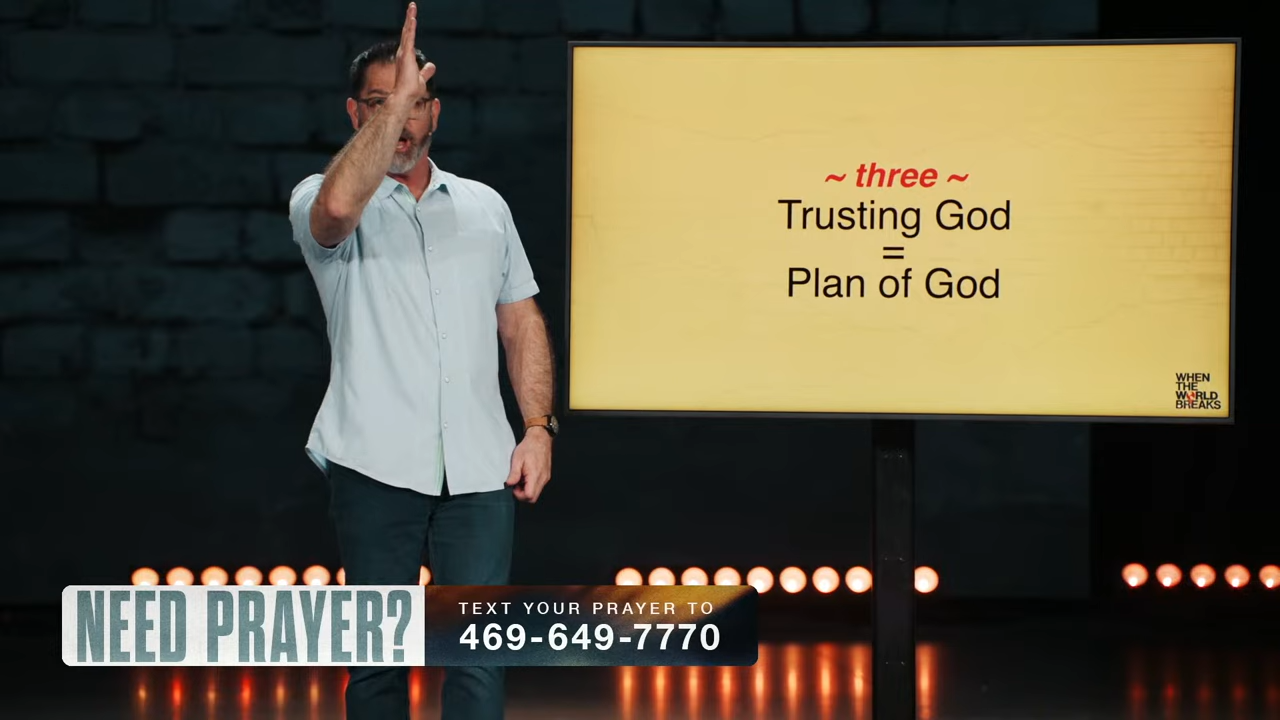 ~ three ~
Trusting God
=
Plan of God
WHEN
THE
WORLD
BREAKS
NEED PRAYER?
TEXT YOUR PRAYER TO
469-649-7770